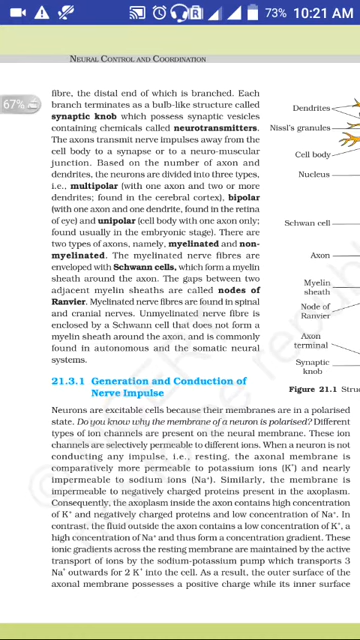 73% 10:21 AM
NEURAL CONTROL AND COORDINATION
67%
fibre, the distal end of which is branched. Each
branch terminates as a bulb-like structure called
synaptic knob which possess synaptic vesicles
containing chemicals called neurotransmitters.
The axons transmit nerve impulses away from the
cell body to a synapse or to a neuro-muscular
junction. Based on the number of axon and
dendrites, the neurons are divided into three types,
i.e., multipolar (with one axon and two or more
dendrites; found in the cerebral cortex), bipolar
(with one axon and one dendrite, found in the retina
of eye) and unipolar (cell body with one axon only;
found usually in the embryonic stage). There are
two types of axons, namely, myelinated and non-
myelinated. The myelinated nerve fibres are
enveloped with Schwann cells, which form a myelin
sheath around the axon. The gaps between two
adjacent myelin sheaths are called nodes of
Ranvier. Myelinated nerve fibres are found in spinal
and cranial nerves. Unmyelinated nerve fibre is
enclosed by a Schwann cell that does not form a
myelin sheath around the axon, and is commonly
found in autonomous and the somatic neural
systems.
Dendrites
Nissl's granules
Cell body
Nucleus
Schwan cell
Axon
Myelin
sheath
Node of
Ranvier
Axon
terminal
Synaptic
knob
Figure 21.1 Struc
21.3.1 Generation and Conduction of
Nerve Impulse
Neurons are excitable cells because their membranes are in a polarised
state. Do you know why the membrane of a neuron is polarised? Different
types of ion channels are present on the neural membrane. These ion
channels are selectively permeable to different ions. When a neuron is not
conducting any impulse, i.e., resting, the axonal membrane is
comparatively more permeable to potassium ions (K⁺) and nearly
impermeable to sodium ions (Na⁺). Similarly, the membrane is
impermeable to negatively charged proteins present in the axoplasm.
Consequently, the axoplasm inside the axon contains high concentration
of K⁺ and negatively charged proteins and low concentration of Na⁺. In
contrast, the fluid outside the axon contains a low concentration of K⁺, a
high concentration of Na⁺ and thus form a concentration gradient. These
ionic gradients across the resting membrane are maintained by the active
transport of ions by the sodium-potassium pump which transports 3
Na⁺ outwards for 2 K⁺ into the cell. As a result, the outer surface of the
axonal membrane possesses a positive charge while its inner surface